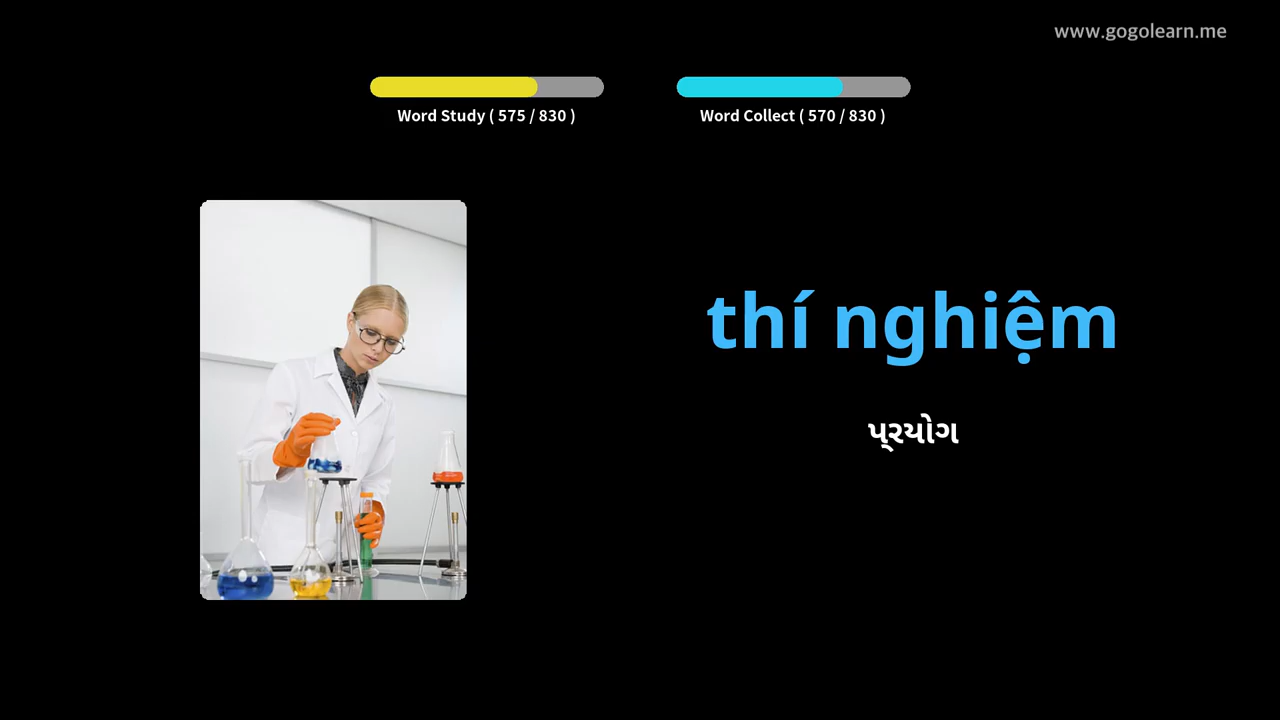 www.gogolearn.me
Word Study ( 575 / 830 )
Word Collect ( 570 / 830 )
thí nghiệm
પ્રયોગ